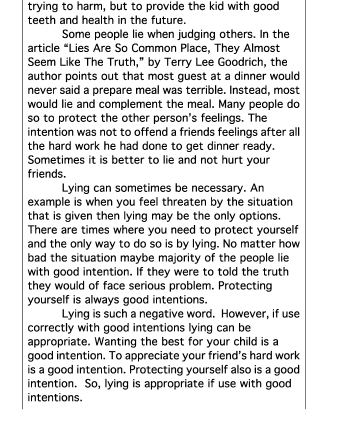 trying to harm, but to provide the kid with good
teeth and health in the future.
Some people lie when judging others. In the
article “Lies Are So Common Place, They Almost
Seem Like The Truth,” by Terry Lee Goodrich, the
author points out that most guest at a dinner would
never said a prepare meal was terrible. Instead, most
would lie and complement the meal. Many people do
so to protect the other person’s feelings. The
intention was not to offend a friends feelings after all
the hard work he had done to get dinner ready.
Sometimes it is better to lie and not hurt your
friends.
Lying can sometimes be necessary. An
example is when you feel threaten by the situation
that is given then lying may be the only options.
There are times where you need to protect yourself
and the only way to do so is by lying. No matter how
bad the situation maybe majority of the people lie
with good intention. If they were to told the truth
they would of face serious problem. Protecting
yourself is always good intentions.
Lying is such a negative word. However, if use
correctly with good intentions lying can be
appropriate. Wanting the best for your child is a
good intention. To appreciate your friend’s hard work
is a good intention. Protecting yourself also is a good
intention. So, lying is appropriate if use with good
intentions.